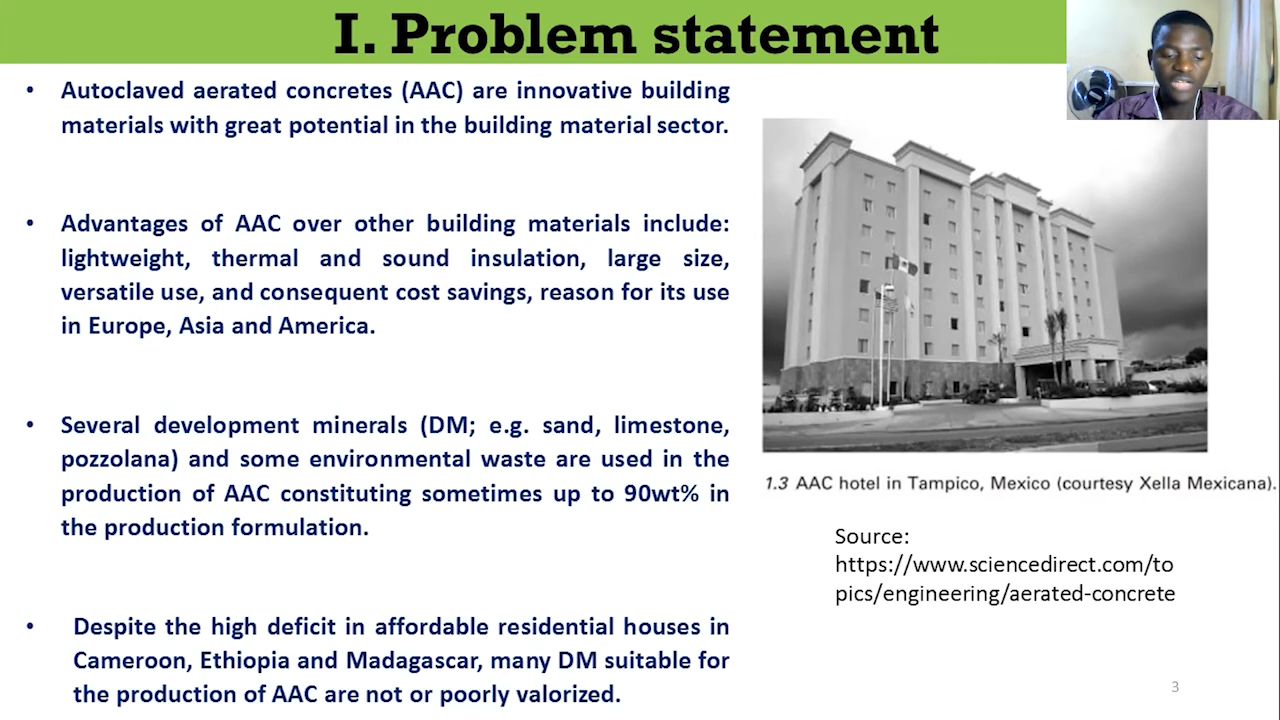 I. Problem statement
• Autoclaved aerated concretes (AAC) are innovative building
materials with great potential in the building material sector.
• Advantages of AAC over other building materials include:
lightweight, thermal and sound insulation, large size,
versatile use, and consequent cost savings, reason for its use
in Europe, Asia and America.
• Several development minerals (DM; e.g. sand, limestone,
pozzolana) and some environmental waste are used in the
production of AAC constituting sometimes up to 90wt% in
the production formulation.
• Despite the high deficit in affordable residential houses in
Cameroon, Ethiopia and Madagascar, many DM suitable for
the production of AAC are not or poorly valorized.
1.3 AAC hotel in Tampico, Mexico (courtesy Xella Mexicana).
Source:
https://www.sciencedirect.com/to
pics/engineering/aerated-concrete
3